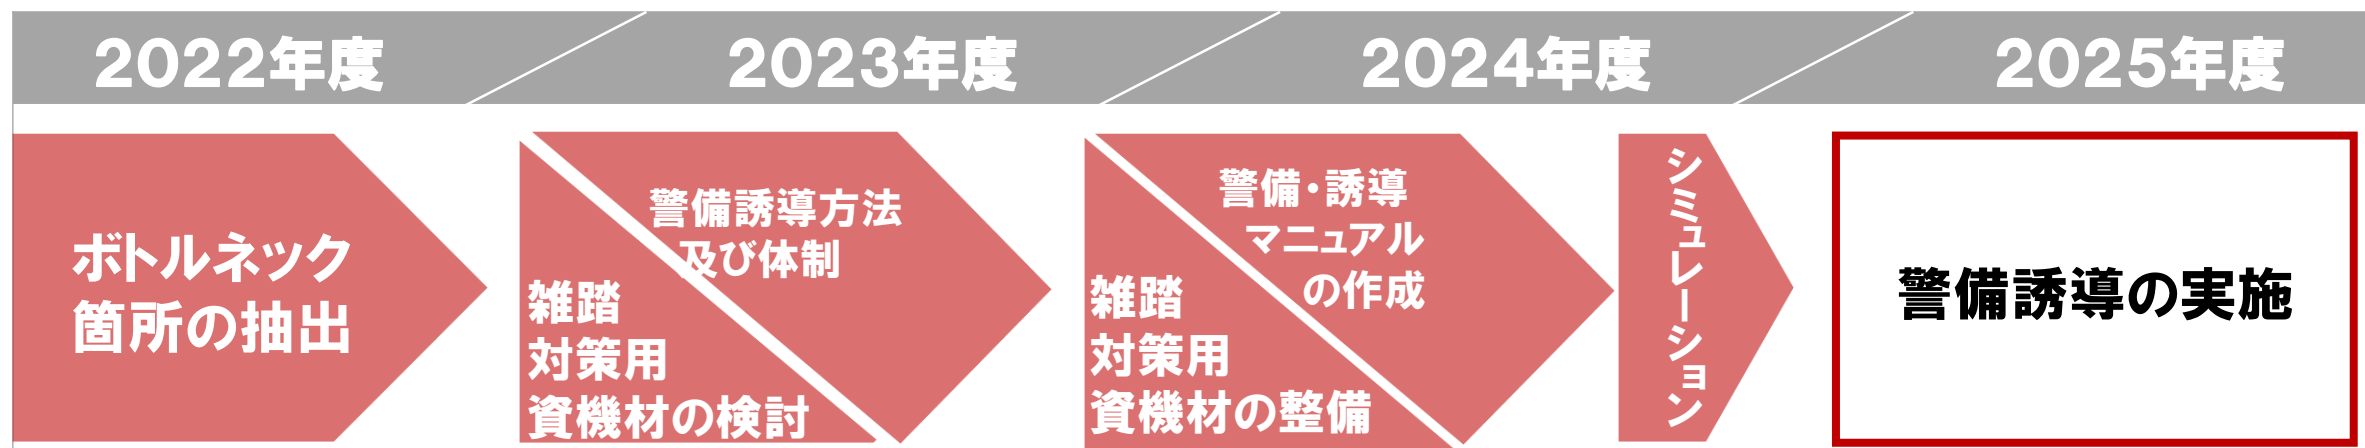 2022年度
2023年度
2024年度
2025年度
ボトルネック
箇所の抽出
警備誘導方法
及び体制
雑踏
対策用
資機材の検討
警備・誘導
マニュアル
の作成
雑踏
対策用
資機材の整備
シミュレーション
警備誘導の実施